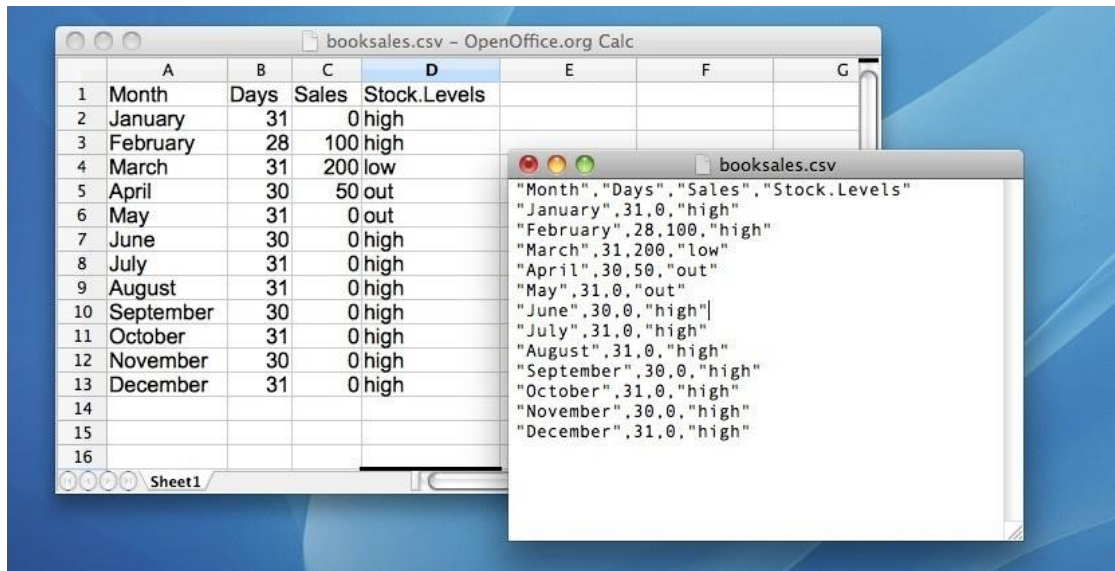 booksales.csv – OpenOffice.org Calc
A B C D E F G
1 Month Days Sales Stock.Levels
2 January 31 0 high
3 February 28 100 high
4 March 31 200 low
5 April 30 50 out
6 May 31 0 out
7 June 30 0 high
8 July 31 0 high
9 August 31 0 high
10 September 30 0 high
11 October 31 0 high
12 November 30 0 high
13 December 31 0 high
14
15
16
Sheet1
booksales.csv
"Month","Days","Sales","Stock.Levels"
"January",31,0,"high"
"February",28,100,"high"
"March",31,200,"low"
"April",30,50,"out"
"May",31,0,"out"
"June",30,0,"high"
"July",31,0,"high"
"August",31,0,"high"
"September",30,0,"high"
"October",31,0,"high"
"November",30,0,"high"
"December",31,0,"high"